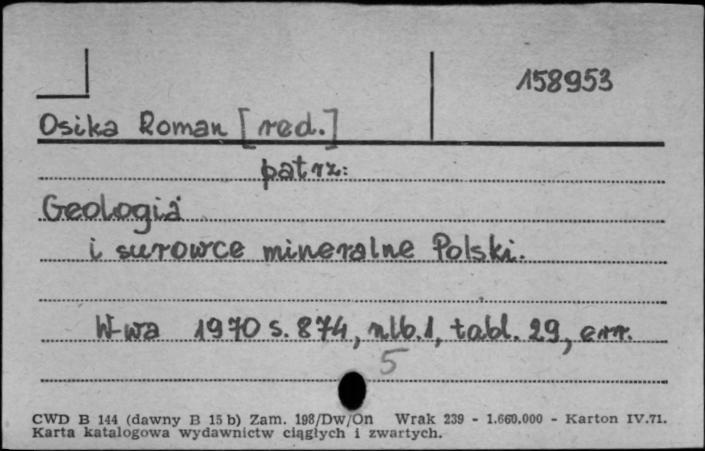 158953
Osika Roman [red.]
patrz:
Geologia
i surowce mineralne Polski.
W-wa 1970 s. 874, nlb. 1, tabl. 29, err.
5
CWD B 144 (dawny B 15 b) Zam. 198/Dw/On Wrak 239 - 1.660.000 - Karton IV.71.
Karta katalogowa wydawnictw ciągłych i zwartych.